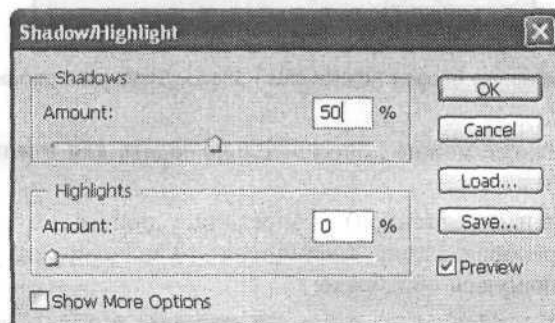 Shadow/Highlight
Shadows
Amount:
50 %
Highlights
Amount:
0 %
Show More Options
OK
Cancel
Load...
Save...
Preview